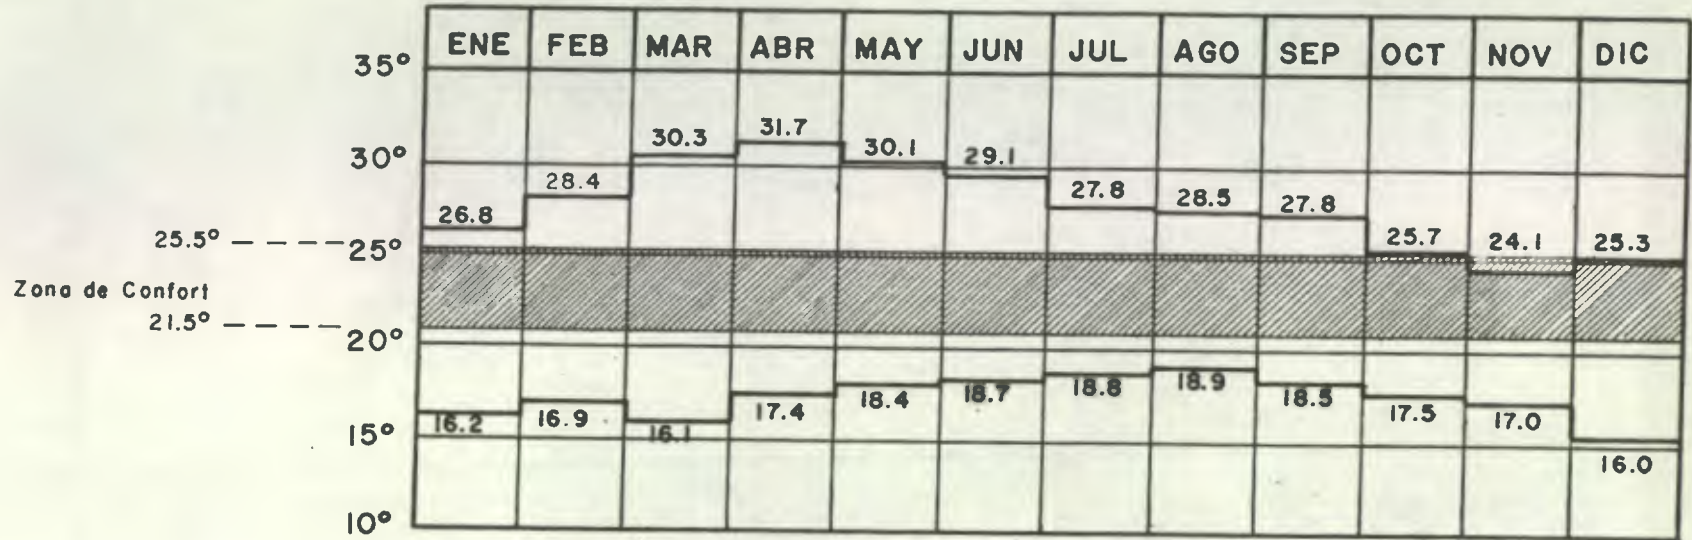 ENE FEB MAR ABR MAY JUN JUL AGO SEP OCT NOV DIC
35°
31.7
30.3 30.1 29.1
30°
28.4 27.8 28.5 27.8
26.8 25.7 24.1 25.3
25.5° 25°
Zona de Confort
21.5°
20°
16.2 16.9 16.1 17.4 18.4 18.7 18.8 18.9 18.5 17.5 17.0 16.0
15°
10°